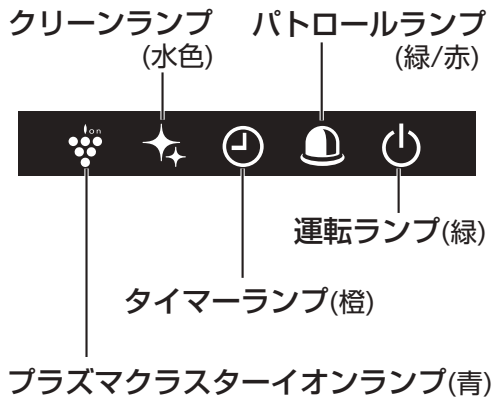 クリーンランプ
(水色)
パトロールランプ
(緑/赤)
ion
運転ランプ(緑)
タイマーランプ(橙)
プラズマクラスターイオンランプ(青)